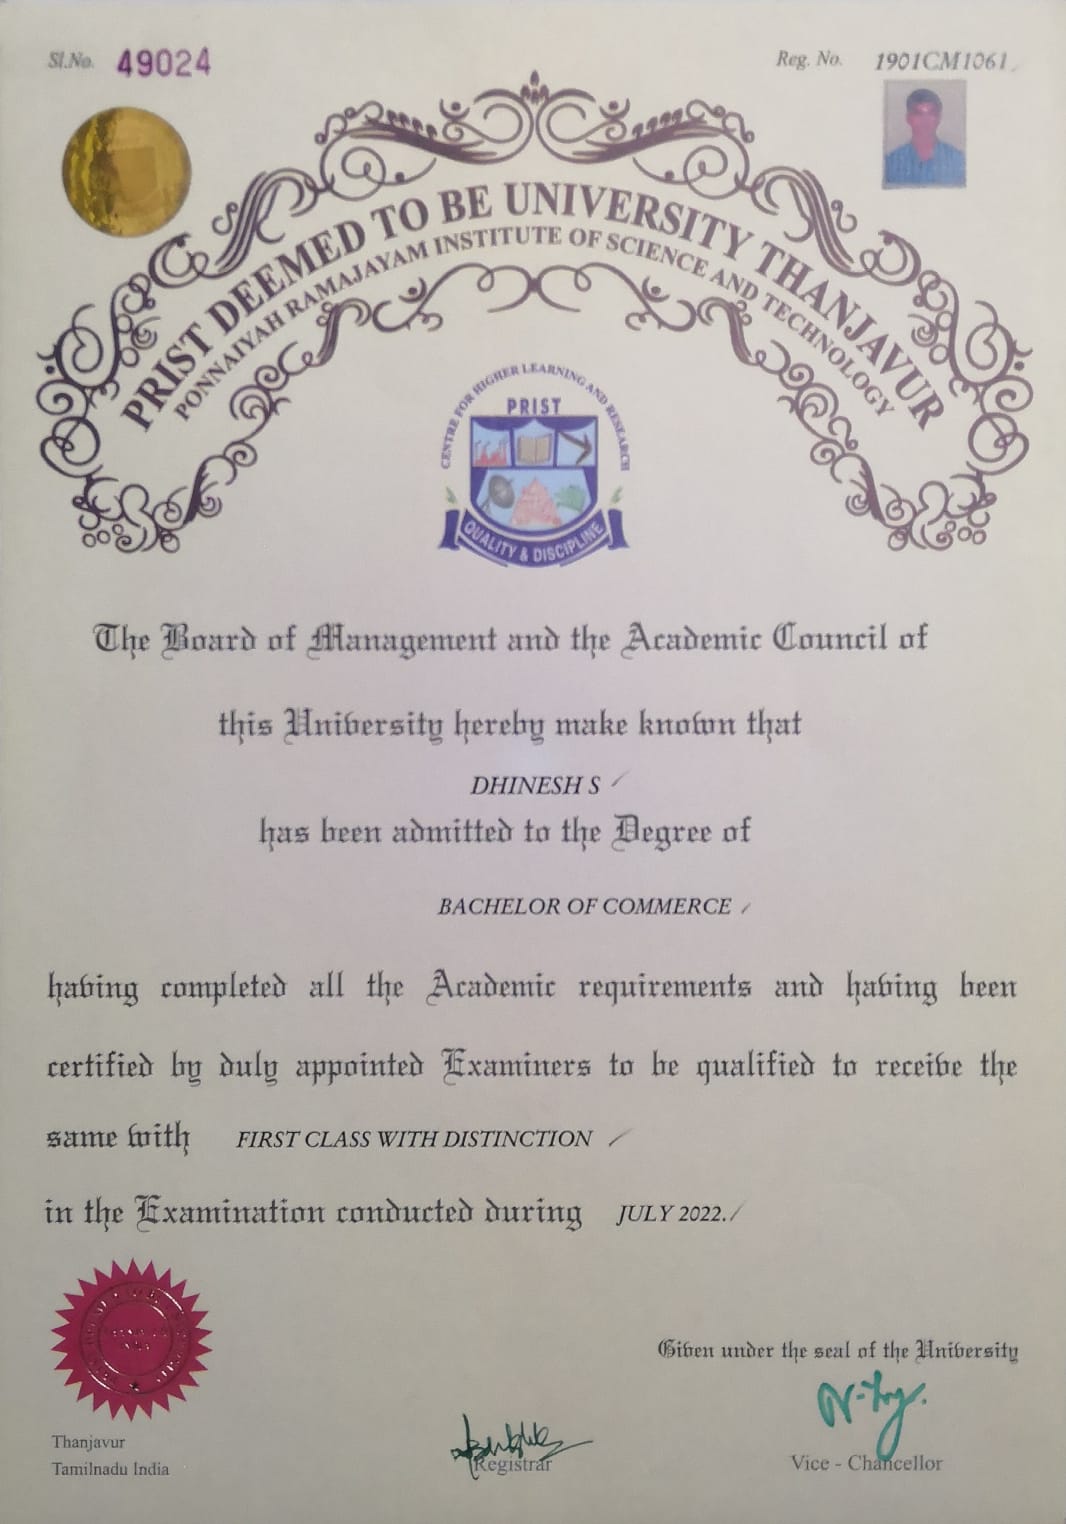 Sl.No. 49024
Reg. No. 1901CM1061
PRIST DEEMED TO BE UNIVERSITY THANJAVUR
PONNAIYAH RAMAJAYAM INSTITUTE OF SCIENCE AND TECHNOLOGY
CENTRE FOR HIGHER LEARNING AND RESEARCH
PRIST
QUALITY & DISCIPLINE
The Board of Management and the Academic Council of
this University hereby make known that
DHINESH S
has been admitted to the Degree of
BACHELOR OF COMMERCE
having completed all the Academic requirements and having been
certified by duly appointed Examiners to be qualified to receive the
same with FIRST CLASS WITH DISTINCTION
in the Examination conducted during JULY 2022.
Given under the seal of the University
Thanjavur
Tamilnadu India
Registrar
Vice - Chancellor